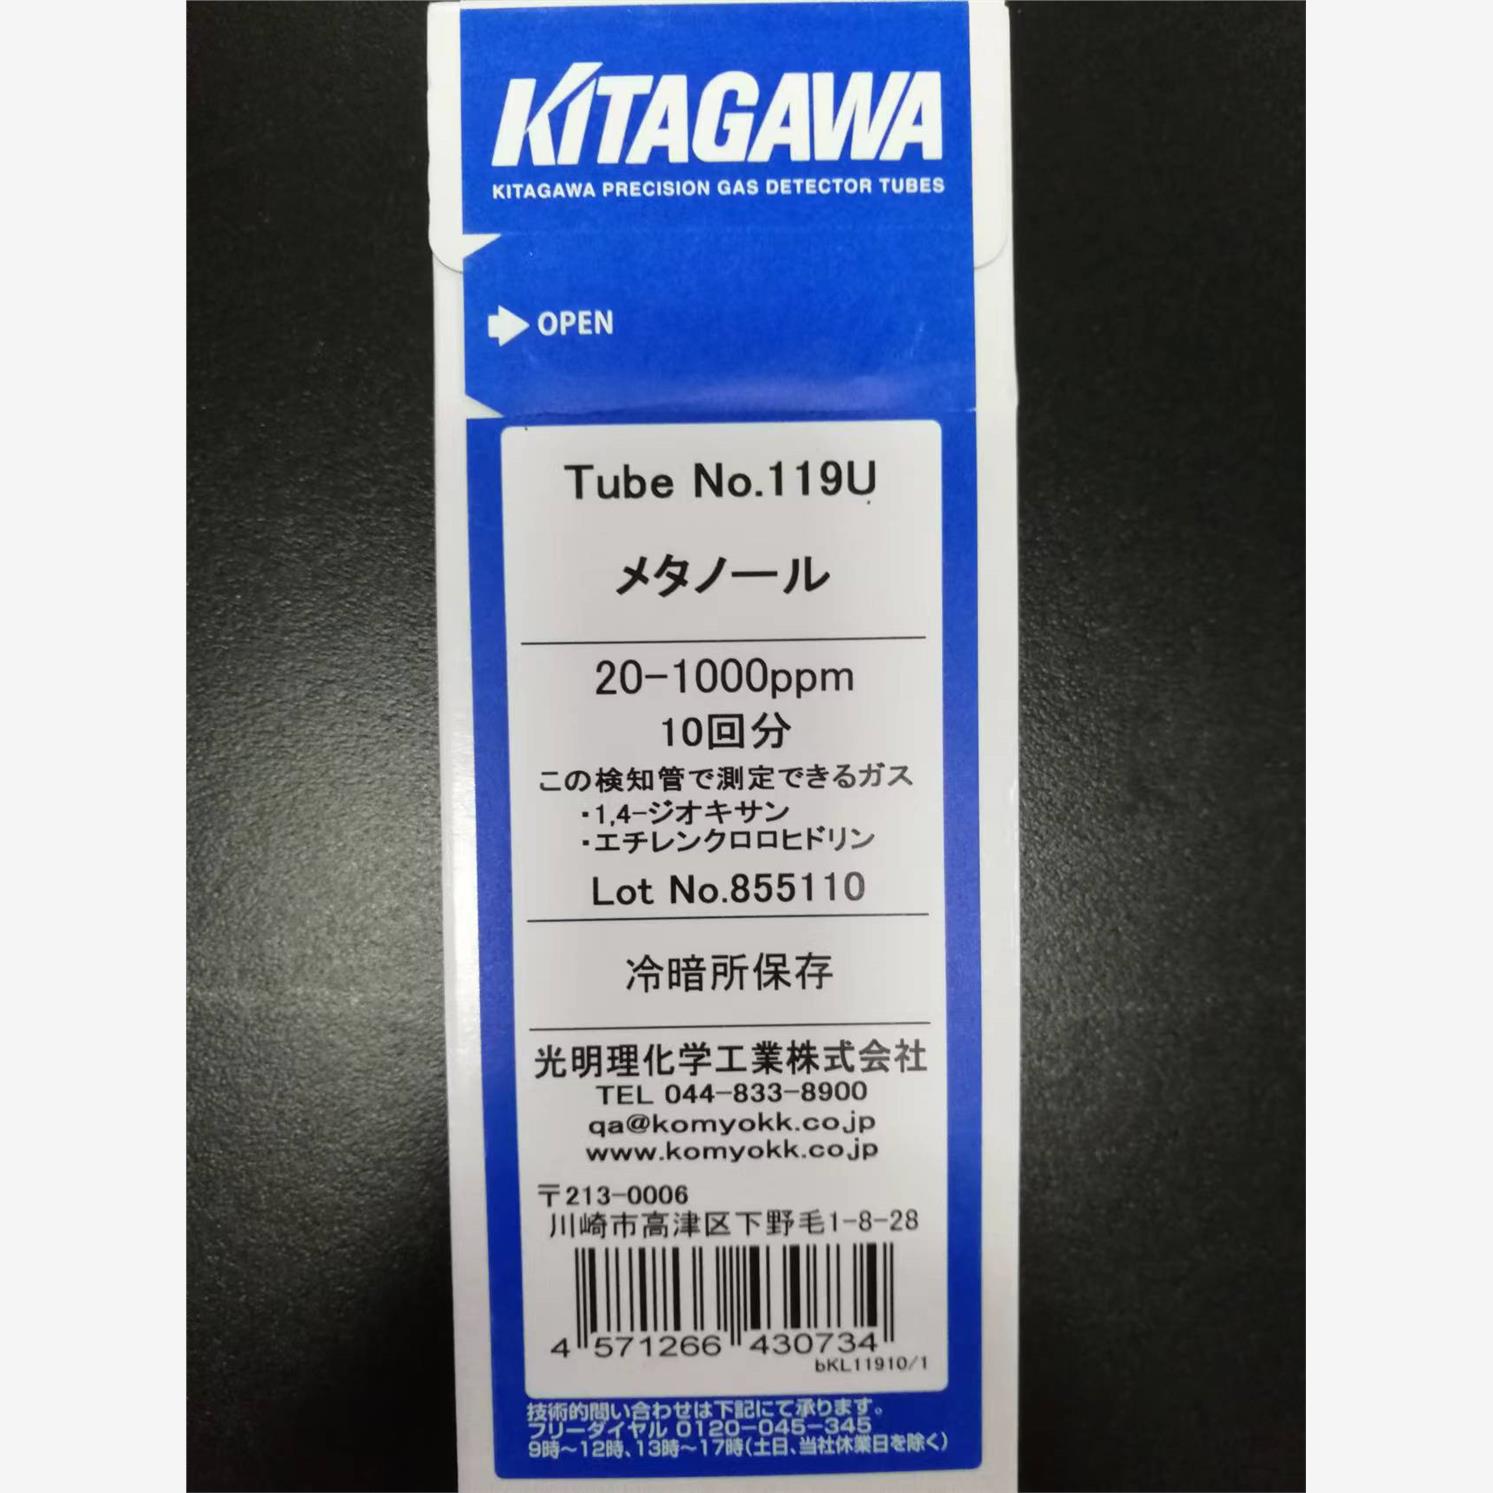 KITAGAWA
KITAGAWA PRECISION GAS DETECTOR TUBES
OPEN
Tube No.119U
メタノール
20-1000ppm
10回分
この検知管で測定できるガス
・1,4-ジオキサン
・エチレンクロロヒドリン
Lot No.855110
冷暗所保存
光明理化学工業株式会社
TEL 044-833-8900
qa@komyokk.co.jp
www.komyokk.co.jp
〒213-0006
川崎市高津区下野毛1-8-28
4 571266 430734
bKL11910/1
技術的問い合わせは下記にて承ります。
フリーダイヤル 0120-045-345
9時～12時、13時～17時(土日、当社休業日を除く)